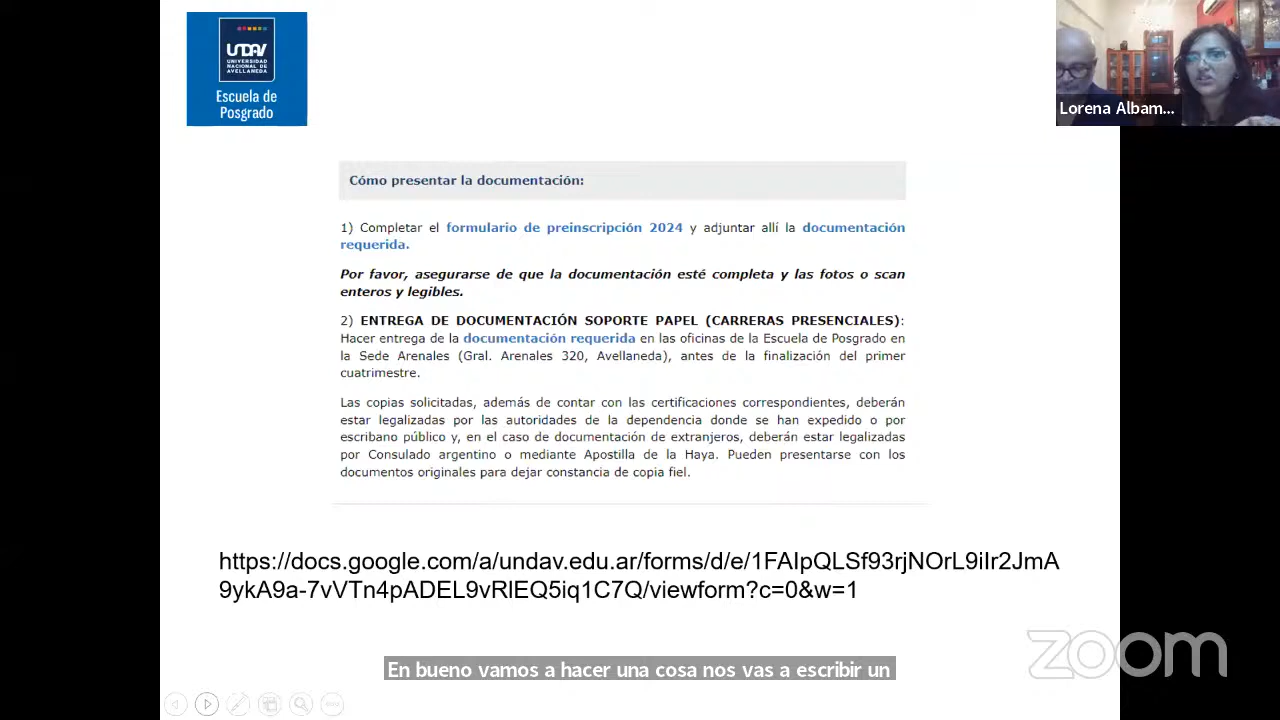 UNDAV
UNIVERSIDAD
NACIONAL DE
AVELLANEDA
Escuela de
Posgrado
Lorena Albam...
Cómo presentar la documentación:
1) Completar el formulario de preinscripción 2024 y adjuntar allí la documentación
requerida.
Por favor, asegurarse de que la documentación esté completa y las fotos o scan
enteros y legibles.
2) ENTREGA DE DOCUMENTACIÓN SOPORTE PAPEL (CARRERAS PRESENCIALES):
Hacer entrega de la documentación requerida en las oficinas de la Escuela de Posgrado en
la Sede Arenales (Gral. Arenales 320, Avellaneda), antes de la finalización del primer
cuatrimestre.
Las copias solicitadas, además de contar con las certificaciones correspondientes, deberán
estar legalizadas por las autoridades de la dependencia donde se han expedido o por
escribano público y, en el caso de documentación de extranjeros, deberán estar legalizadas
por Consulado argentino o mediante Apostilla de la Haya. Pueden presentarse con los
documentos originales para dejar constancia de copia fiel.
https://docs.google.com/a/undav.edu.ar/forms/d/e/1FAIpQLSf93rjNOrL9iIr2JmA
9ykA9a-7vVTn4pADEL9vRlEQ5iq1C7Q/viewform?c=0&w=1
En bueno vamos a hacer una cosa nos vas a escribir un
zoom